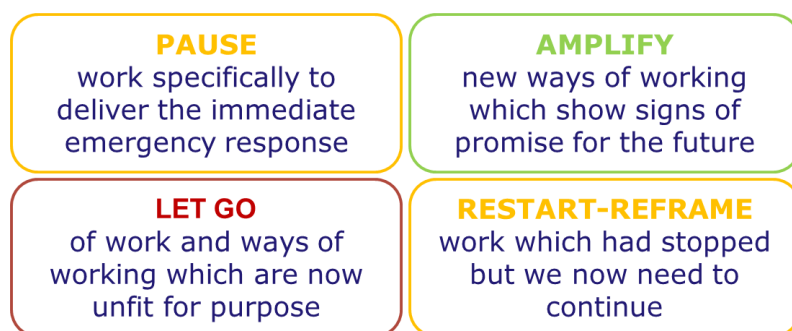 PAUSE
work specifically to
deliver the immediate
emergency response
AMPLIFY
new ways of working
which show signs of
promise for the future
LET GO
of work and ways of
working which are now
unfit for purpose
RESTART-REFRAME
work which had stopped
but we now need to
continue